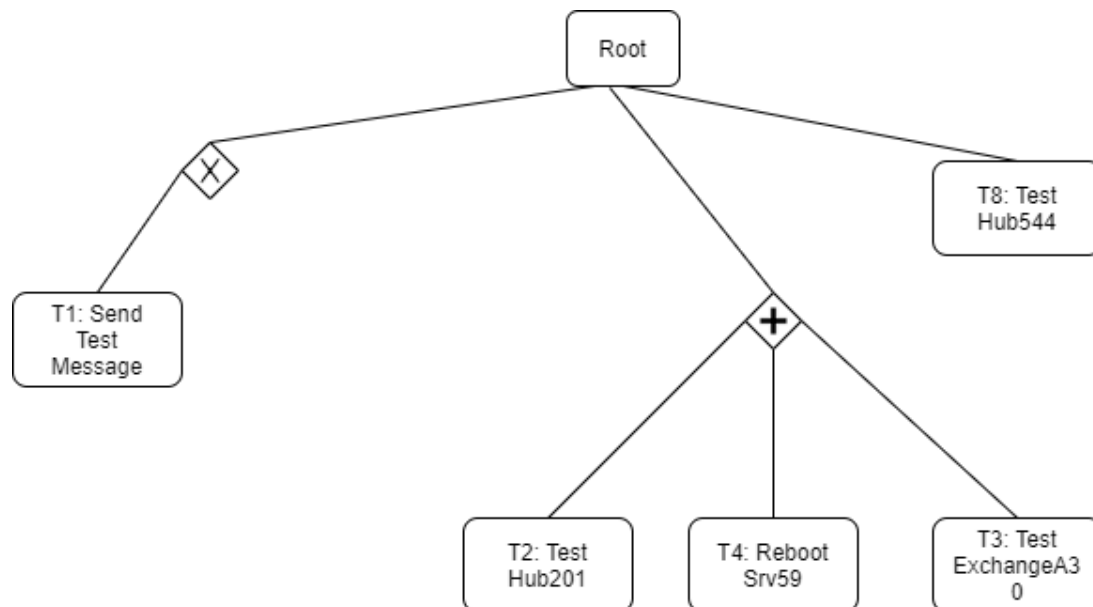 Root
X
T8: Test
Hub544
T1: Send
Test
Message
+
T2: Test
Hub201
T4: Reboot
Srv59
T3: Test
ExchangeA3
0